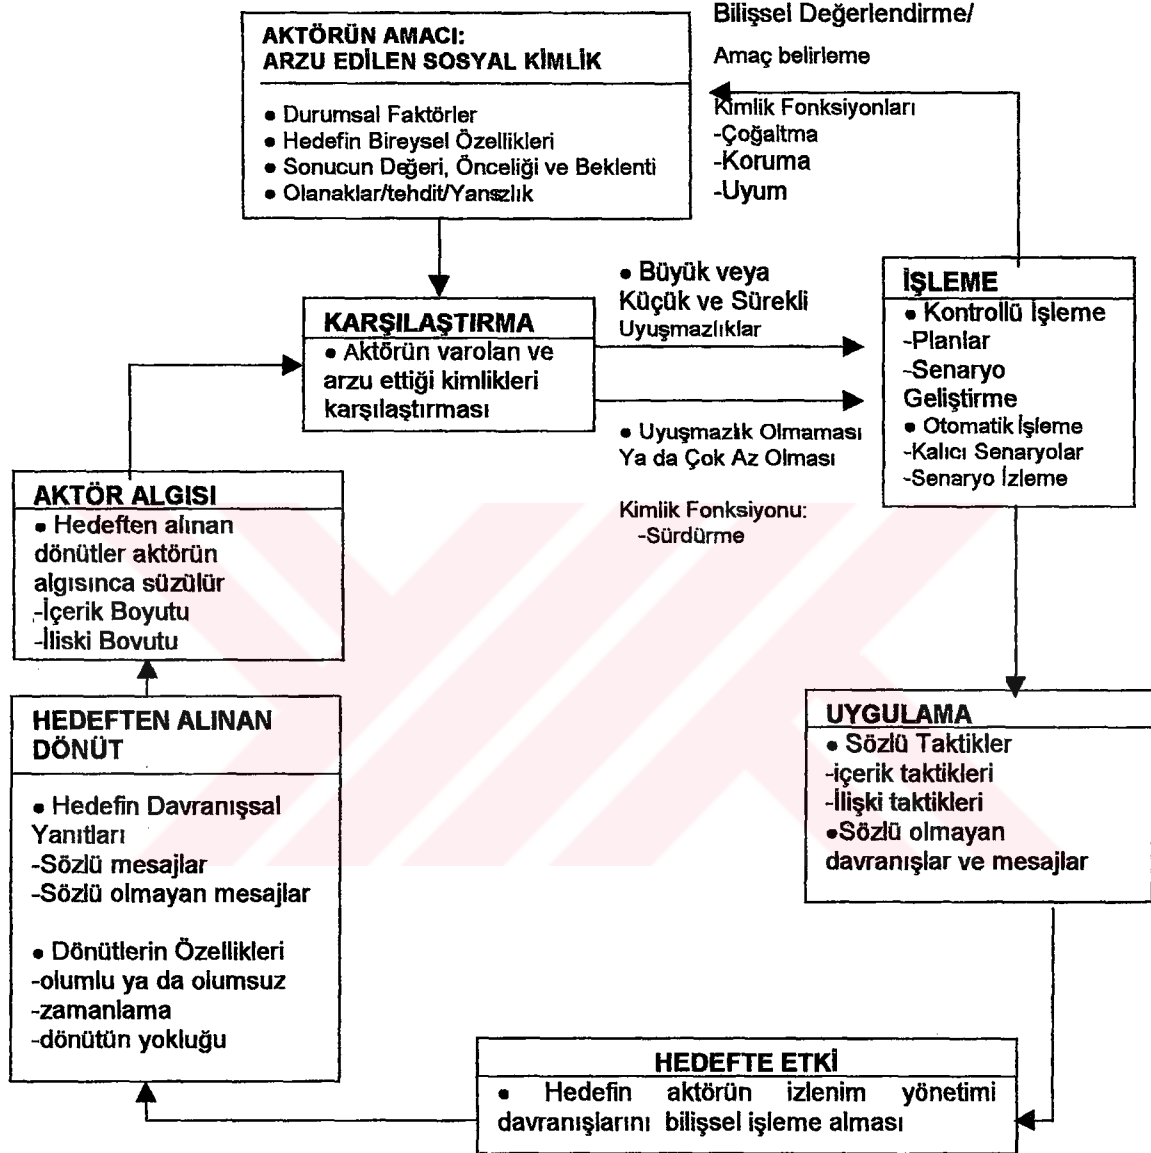 AKTÖRÜN AMACI:
ARZU EDİLEN SOSYAL KİMLİK
● Durumsal Faktörler
● Hedefin Bireysel Özellikleri
● Sonucun Değeri, Önceliği ve Beklenti
● Olanaklar/tehdit/Yansızlık
Bilişsel Değerlendirme/
Amaç belirleme
Kimlik Fonksiyonları
-Çoğaltma
-Koruma
-Uyum
KARŞILAŞTIRMA
● Aktörün varolan ve
arzu ettiği kimlikleri
karşılaştırması
● Büyük veya
Küçük ve Sürekli
Uyuşmazlıklar
● Uyuşmazlık Olmaması
Ya da Çok Az Olması
Kimlik Fonksiyonu:
-Sürdürme
İŞLEME
● Kontrollü İşleme
-Planlar
-Senaryo
Geliştirme
● Otomatik İşleme
-Kalıcı Senaryolar
-Senaryo İzleme
UYGULAMA
● Sözlü Taktikler
-içerik taktikleri
-İlişki taktikleri
●Sözlü olmayan
davranışlar ve mesajlar
HEDEFTE ETKİ
● Hedefin aktörün izlenim yönetimi
davranışlarını bilişsel işleme alması
HEDEFTEN ALINAN
DÖNÜT
● Hedefin Davranışsal
Yanıtları
-Sözlü mesajlar
-Sözlü olmayan mesajlar
● Dönütlerin Özellikleri
-olumlu ya da olumsuz
-zamanlama
-dönütün yokluğu
AKTÖR ALGISI
● Hedeften alınan
dönütler aktörün
algısınca süzülür
-İçerik Boyutu
-İliski Bovutu